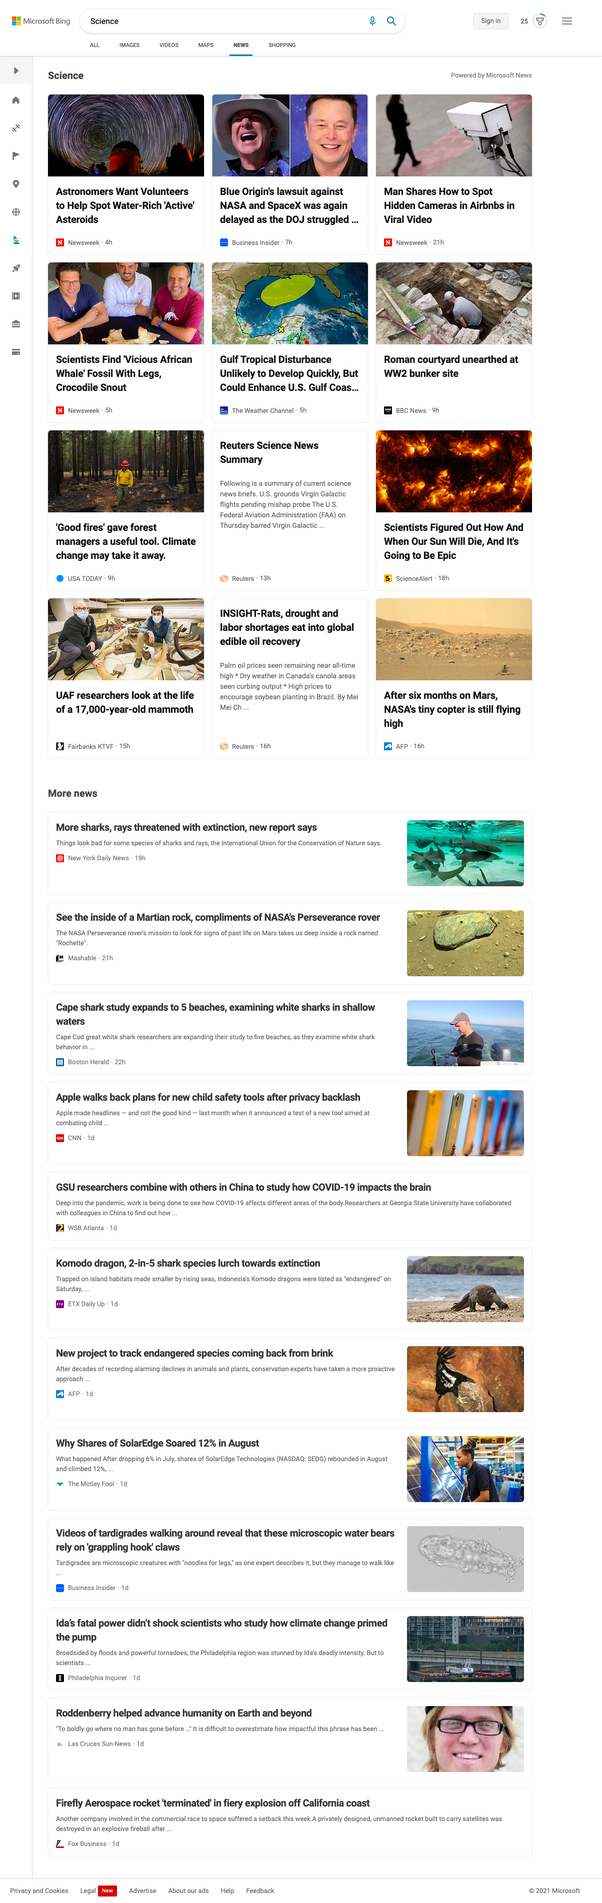 Microsoft Bing
Science
Sign in
25
ALL IMAGES VIDEOS MAPS NEWS SHOPPING
Science
Powered by Microsoft News
Astronomers Want Volunteers
to Help Spot Water-Rich 'Active'
Asteroids
Newsweek · 4h
Blue Origin's lawsuit against
NASA and SpaceX was again
delayed as the DOJ struggled ...
Business Insider · 7h
Man Shares How to Spot
Hidden Cameras in Airbnbs in
Viral Video
Newsweek · 21h
Scientists Find 'Vicious African
Whale' Fossil With Legs,
Crocodile Snout
Newsweek · 5h
Gulf Tropical Disturbance
Unlikely to Develop Quickly, But
Could Enhance U.S. Gulf Coas...
The Weather Channel · 5h
Roman courtyard unearthed at
WW2 bunker site
BBC News · 9h
'Good fires' gave forest
managers a useful tool. Climate
change may take it away.
USA TODAY · 9h
Reuters Science News
Summary
Following is a summary of current science
news briefs. U.S. grounds Virgin Galactic
flights pending mishap probe The U.S.
Federal Aviation Administration (FAA) on
Thursday barred Virgin Galactic ...
Reuters · 13h
Scientists Figured Out How And
When Our Sun Will Die, And It's
Going to Be Epic
ScienceAlert · 18h
UAF researchers look at the life
of a 17,000-year-old mammoth
Fairbanks KTVF · 15h
INSIGHT-Rats, drought and
labor shortages eat into global
edible oil recovery
Palm oil prices seen remaining near all-time
high * Dry weather in Canada's canola areas
seen curbing output * High prices to
encourage soybean planting in Brazil. By Mei
Mei Ch ...
Reuters · 16h
After six months on Mars,
NASA's tiny copter is still flying
high
AFP · 16h
More news
More sharks, rays threatened with extinction, new report says
Things look bad for some species of sharks and rays, the International Union for the Conservation of Nature says.
New York Daily News · 19h
See the inside of a Martian rock, compliments of NASA's Perseverance rover
The NASA Perseverance rover's mission to look for signs of past life on Mars takes us deep inside a rock named
"Rochette".
Mashable · 21h
Cape shark study expands to 5 beaches, examining white sharks in shallow
waters
Cape Cod great white shark researchers are expanding their study to five beaches, as they examine white shark
behavior in ...
Boston Herald · 22h
Apple walks back plans for new child safety tools after privacy backlash
Apple made headlines — and not the good kind — last month when it announced a test of a new tool aimed at
combating child ...
CNN · 1d
GSU researchers combine with others in China to study how COVID-19 impacts the brain
Deep into the pandemic, work is being done to see how COVID-19 affects different areas of the body.Researchers at Georgia State University have collaborated
with colleagues in China to find out how ...
WSB Atlanta · 1d
Komodo dragon, 2-in-5 shark species lurch towards extinction
Trapped on island habitats made smaller by rising seas, Indonesia's Komodo dragons were listed as "endangered" on
Saturday, ...
ETX Daily Up · 1d
New project to track endangered species coming back from brink
After decades of recording alarming declines in animals and plants, conservation experts have taken a more proactive
approach ...
AFP · 1d
Why Shares of SolarEdge Soared 12% in August
What happened After dropping 6% in July, shares of SolarEdge Technologies (NASDAQ: SEDG) rebounded in August
and climbed 12%, ...
The Motley Fool · 1d
Videos of tardigrades walking around reveal that these microscopic water bears
rely on 'grappling hook' claws
Tardigrades are microscopic creatures with "noodles for legs," as one expert describes it, but they manage to walk like
...
Business Insider · 1d
Ida's fatal power didn't shock scientists who study how climate change primed
the pump
Broadsided by floods and powerful tornadoes, the Philadelphia region was stunned by Ida's deadly intensity. But to
scientists ...
Philadelphia Inquirer · 1d
Roddenberry helped advance humanity on Earth and beyond
"To boldly go where no man has gone before ..." It is difficult to overestimate how impactful this phrase has been ...
Las Cruces Sun-News · 1d
Firefly Aerospace rocket 'terminated' in fiery explosion off California coast
Another company involved in the commercial race to space suffered a setback this week.A privately designed, unmanned rocket built to carry satellites was
destroyed in an explosive fireball after ...
Fox Business · 1d
Privacy and Cookies Legal New Advertise About our ads Help Feedback
© 2021 Microsoft